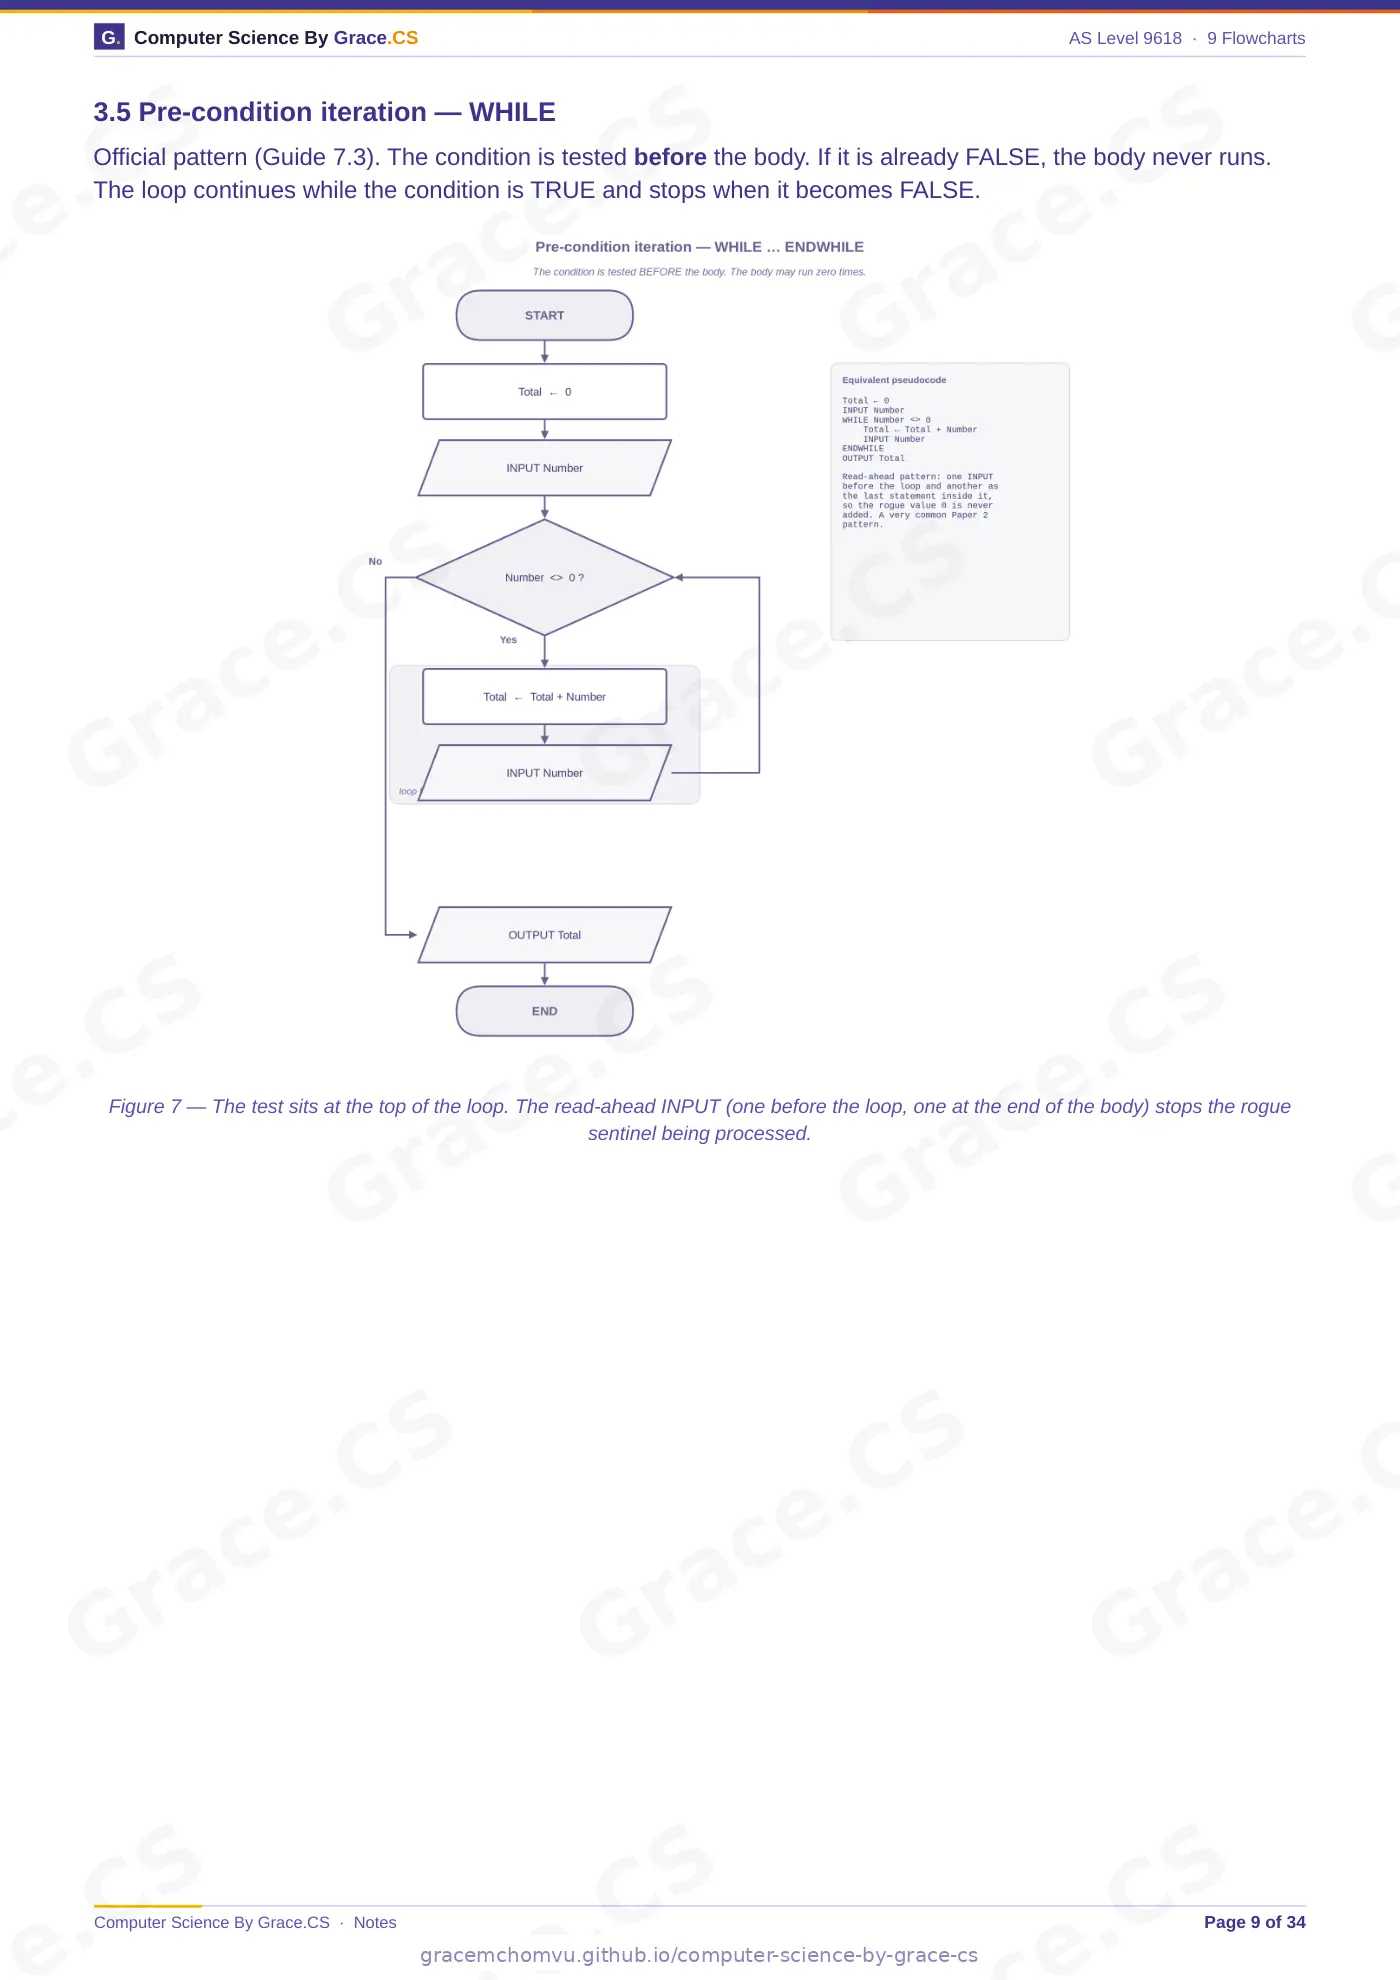 G. Computer Science By Grace.CS
AS Level 9618 · 9 Flowcharts
3.5 Pre-condition iteration — WHILE
Official pattern (Guide 7.3). The condition is tested before the body. If it is already FALSE, the body never runs.
The loop continues while the condition is TRUE and stops when it becomes FALSE.
Pre-condition iteration — WHILE … ENDWHILE
The condition is tested BEFORE the body. The body may run zero times.
START
Total ← 0
INPUT Number
Number <> 0 ?
No
Yes
Total ← Total + Number
INPUT Number
loop
OUTPUT Total
END
Equivalent pseudocode
Total ← 0
INPUT Number
WHILE Number <> 0
Total ← Total + Number
INPUT Number
ENDWHILE
OUTPUT Total
Read-ahead pattern: one INPUT
before the loop and another as
the last statement inside it,
so the rogue value 0 is never
added. A very common Paper 2
pattern.
Figure 7 — The test sits at the top of the loop. The read-ahead INPUT (one before the loop, one at the end of the body) stops the rogue
sentinel being processed.
Computer Science By Grace.CS · Notes
Page 9 of 34
gracemchomvu.github.io/computer-science-by-grace-cs